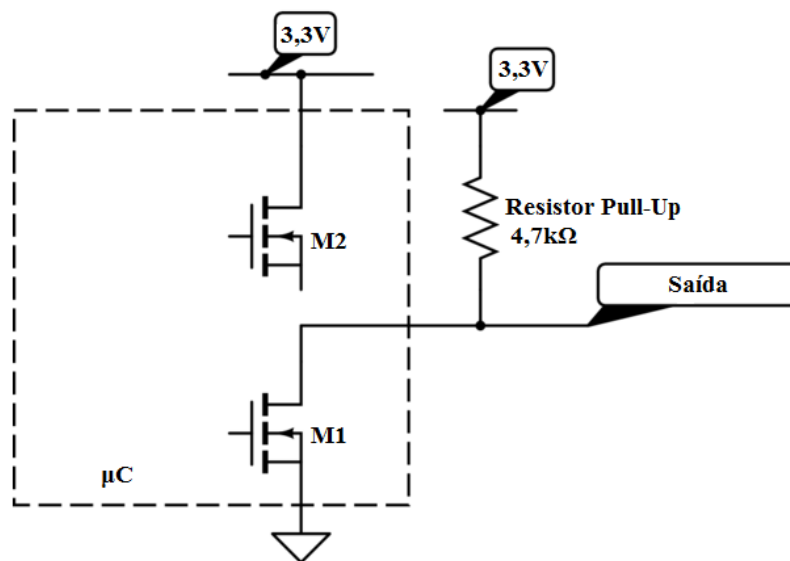 3,3V
3,3V
Resistor Pull-Up
4,7kΩ
M2
Saída
M1
µC